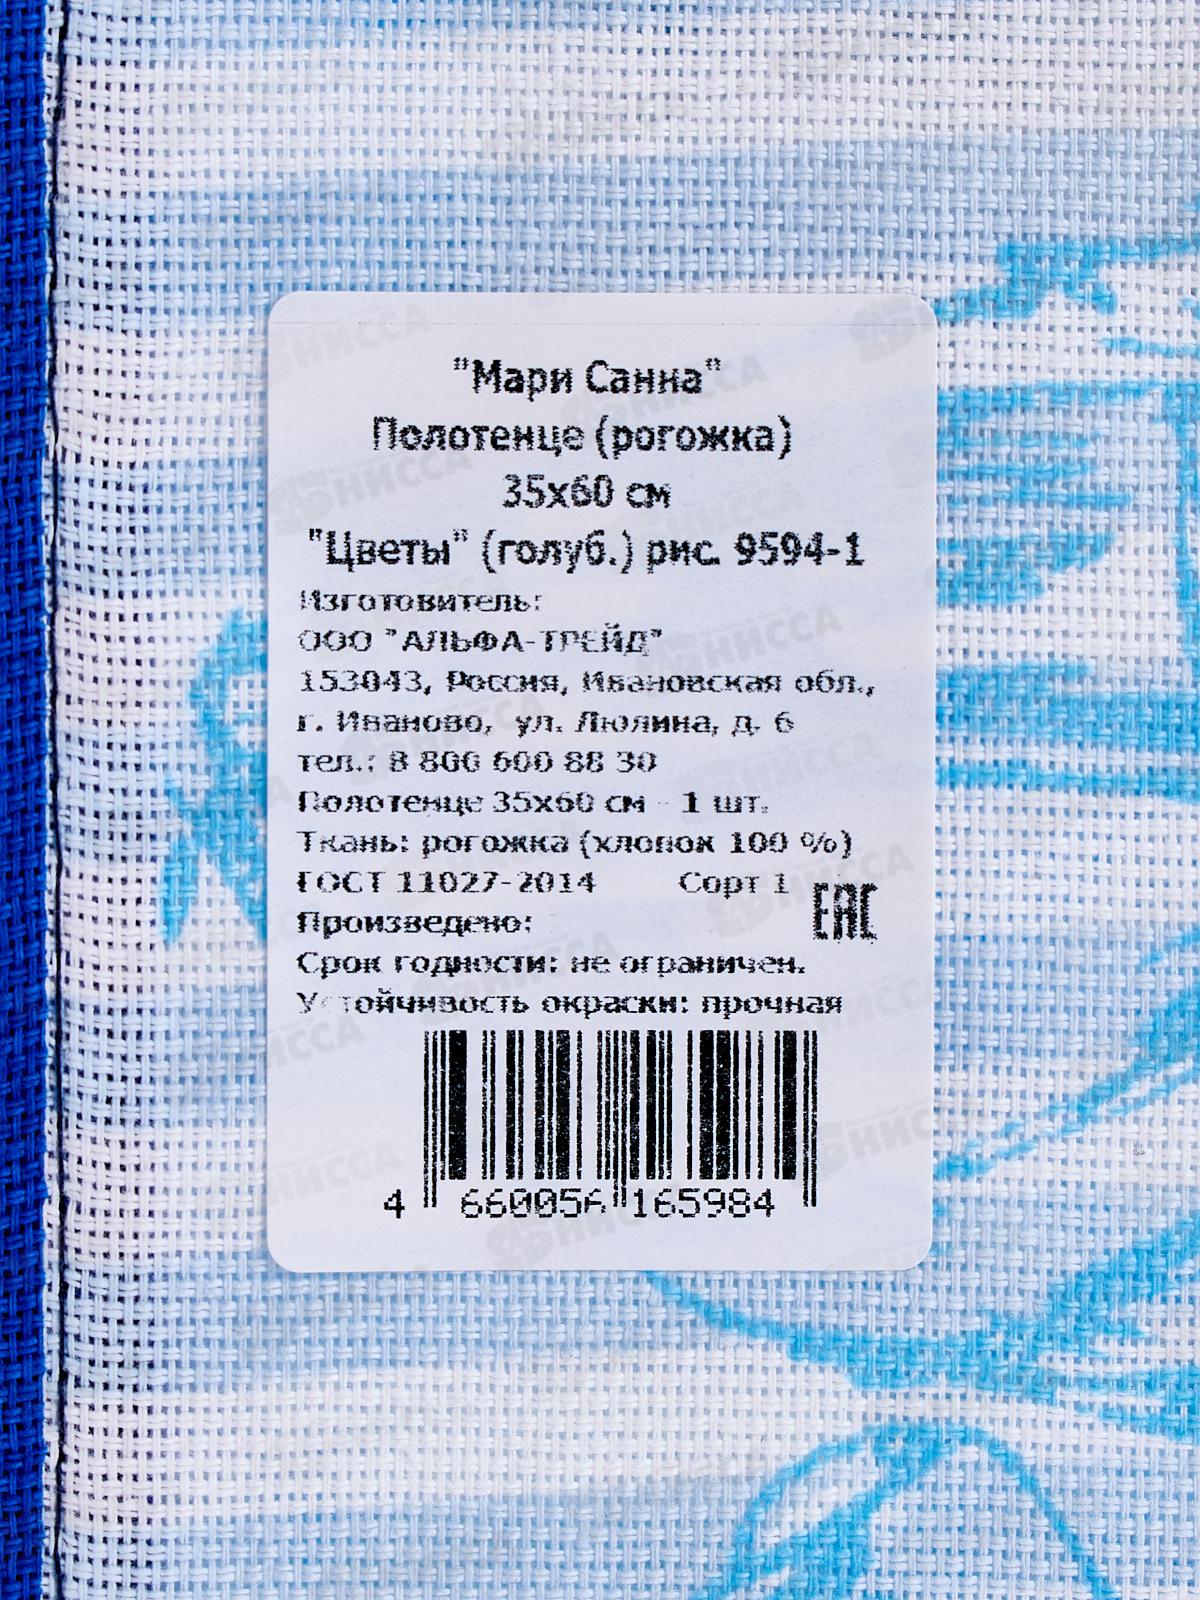 "Мари Санна"
Полотенце (рогожка)
35х60 см
"Цветы" (голуб.) рис. 9594-1
Изготовитель:
ООО "АЛЬФА-ТРЕЙД"
153043, Россия, Ивановская обл.,
г. Иваново, ул. Люлина, д. 6
тел.: 8 800 600 88 30
Полотенце 35х60 см - 1 шт.
Ткань: рогожка (хлопок 100 %)
ГОСТ 11027-2014 Сорт 1
EAC
Произведено:
Срок годности: не ограничен.
Устойчивость окраски: прочная
4 660056 165984